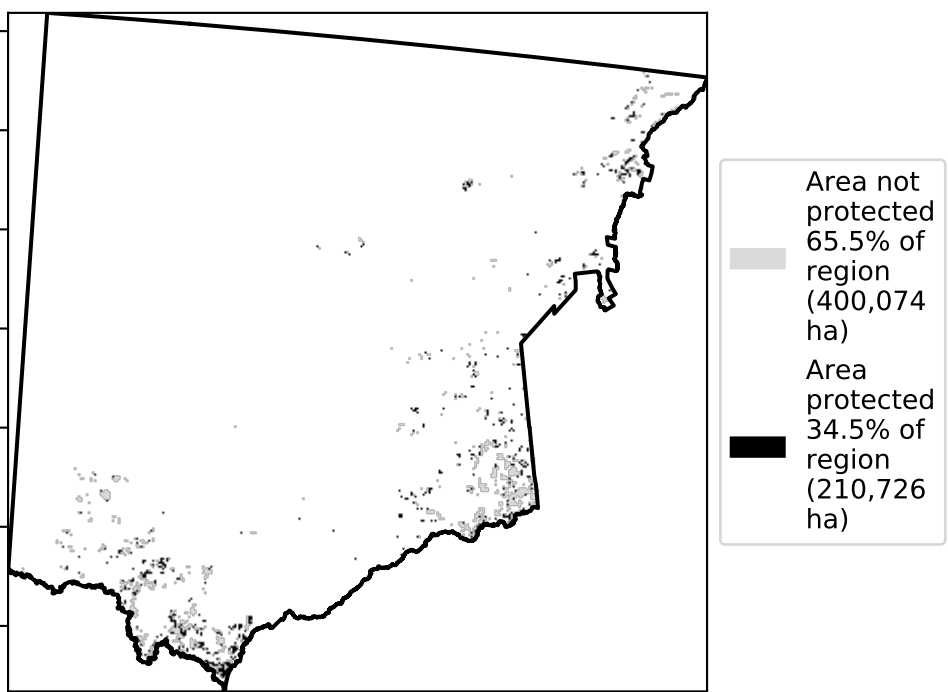 Area not
protected
65.5% of
region
(400,074
ha)
Area
protected
34.5% of
region
(210,726
ha)